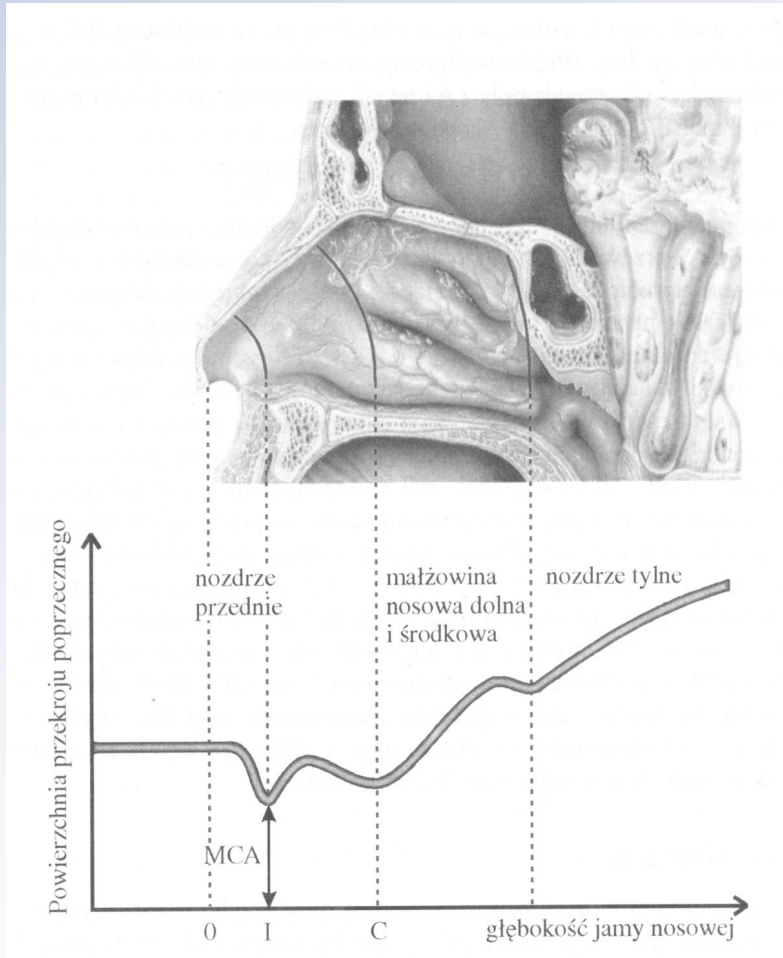 nozdrze
przednie
małżowina
nosowa dolna
i środkowa
nozdrze tylne
Powierzchnia przekroju poprzecznego
MCA
0
I
C
głębokość jamy nosowej